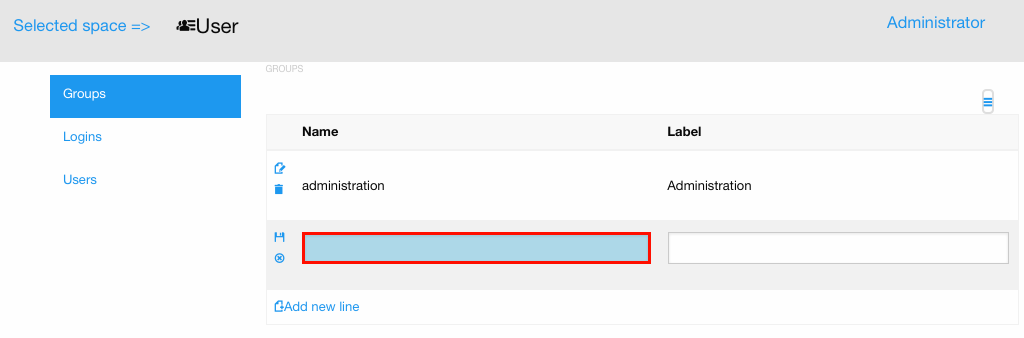 Selected space =>
User
Administrator
GROUPS
Groups
Logins
Users
Name
Label
administration
Administration
Add new line